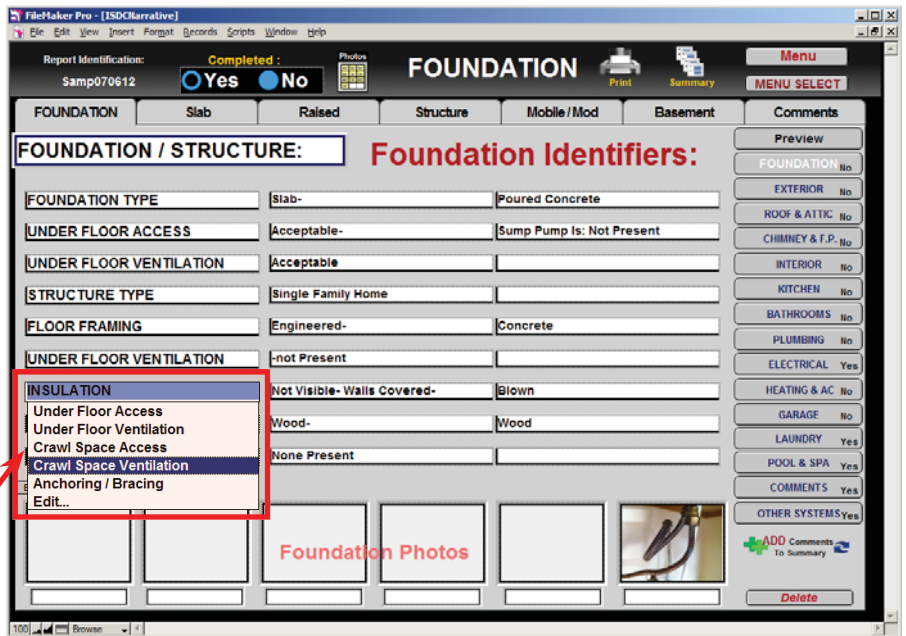 FileMaker Pro - [ISDCNarrative]
File Edit View Insert Format Records Scripts Window Help
Report Identification:
Samp070612
Completed :
Yes No
Photos
FOUNDATION
Print
Summary
Menu
MENU SELECT
FOUNDATION Slab Raised Structure Mobile / Mod Basement Comments
FOUNDATION / STRUCTURE:
Foundation Identifiers:
FOUNDATION TYPE Slab- Poured Concrete
UNDER FLOOR ACCESS Acceptable- Sump Pump Is: Not Present
UNDER FLOOR VENTILATION Acceptable
STRUCTURE TYPE Single Family Home
FLOOR FRAMING Engineered- Concrete
UNDER FLOOR VENTILATION -not Present
INSULATION Not Visible- Walls Covered- Blown
Wood- Wood
None Present
Under Floor Access
Under Floor Ventilation
Crawl Space Access
Crawl Space Ventilation
Anchoring / Bracing
Edit...
Foundation Photos
Preview
FOUNDATION No
EXTERIOR No
ROOF & ATTIC No
CHIMNEY & F.P. No
INTERIOR No
KITCHEN No
BATHROOMS No
PLUMBING No
ELECTRICAL Yes
HEATING & AC No
GARAGE No
LAUNDRY Yes
POOL & SPA Yes
COMMENTS Yes
OTHER SYSTEMS Yes
ADD Comments
To Summary
Delete
100 Browse